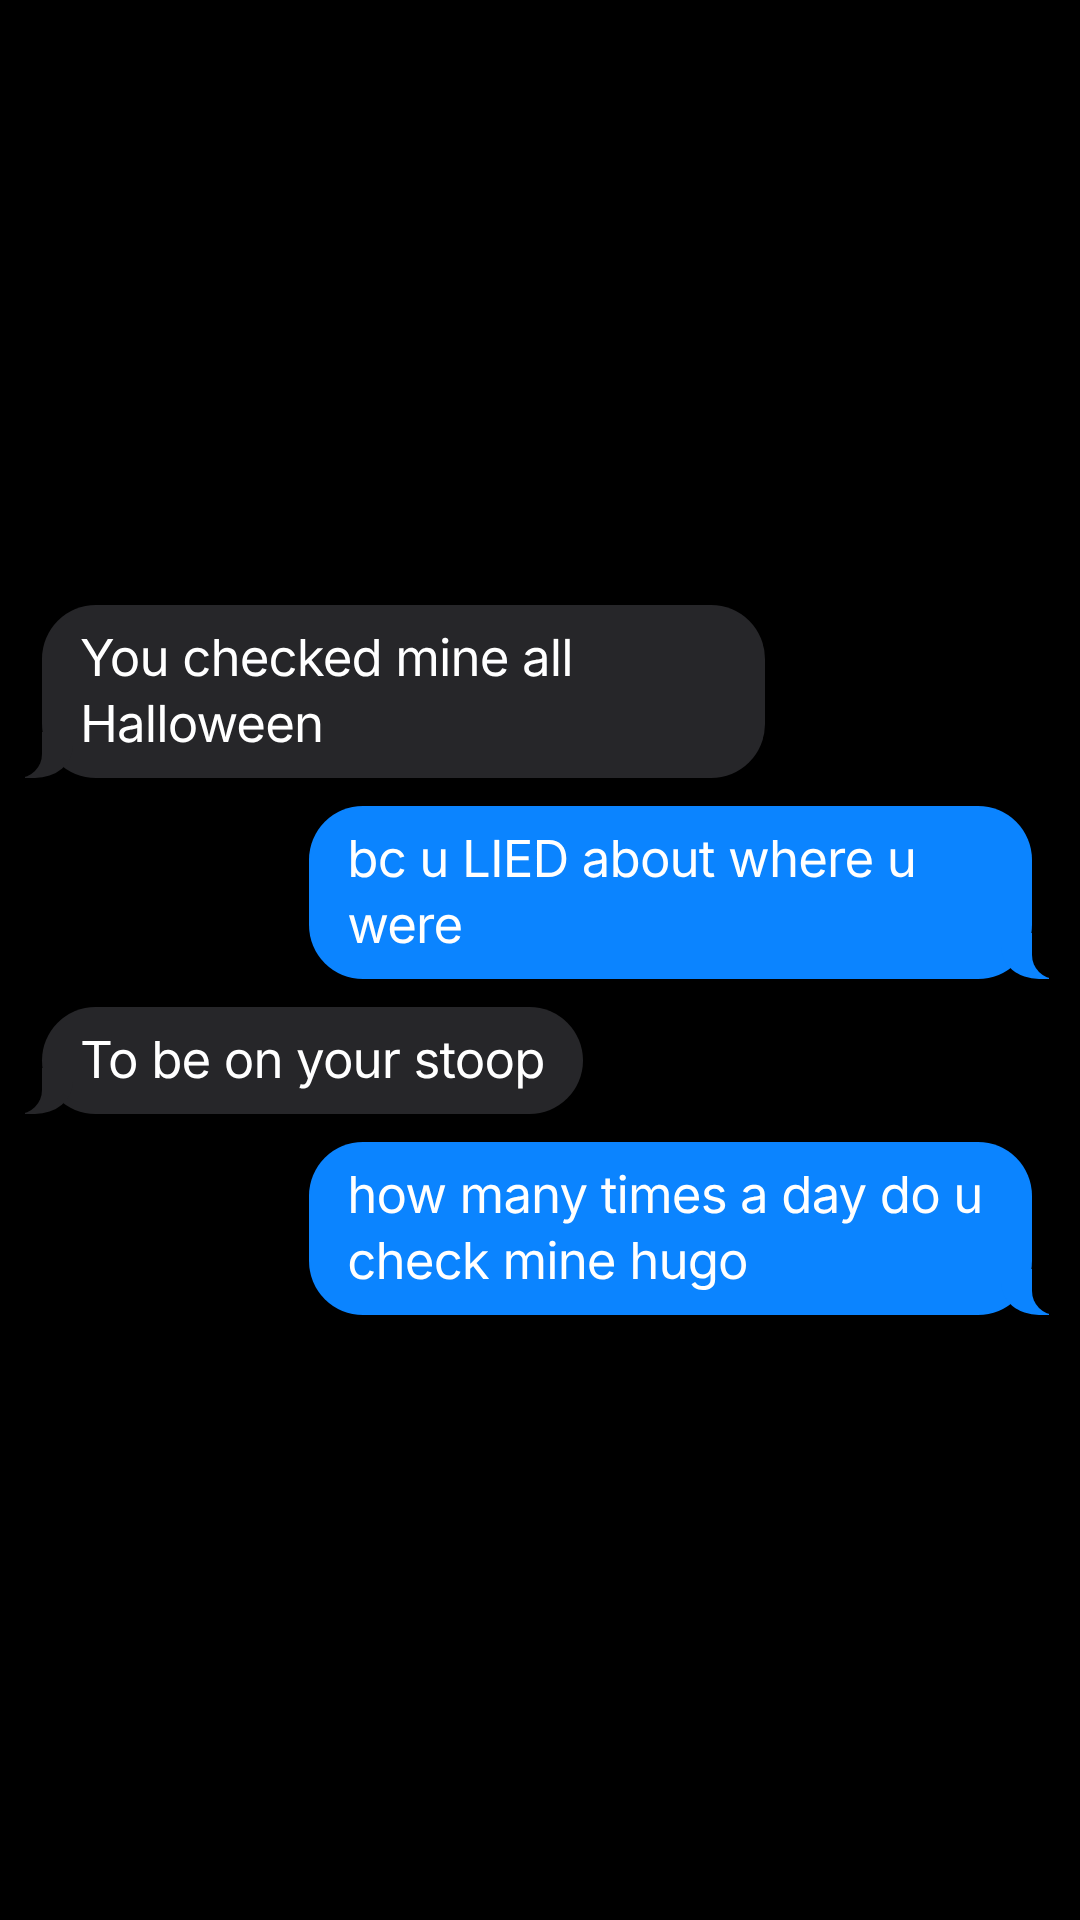 You checked mine all
Halloween
bc u LIED about where u
were
To be on your stoop
how many times a day do u
check mine hugo